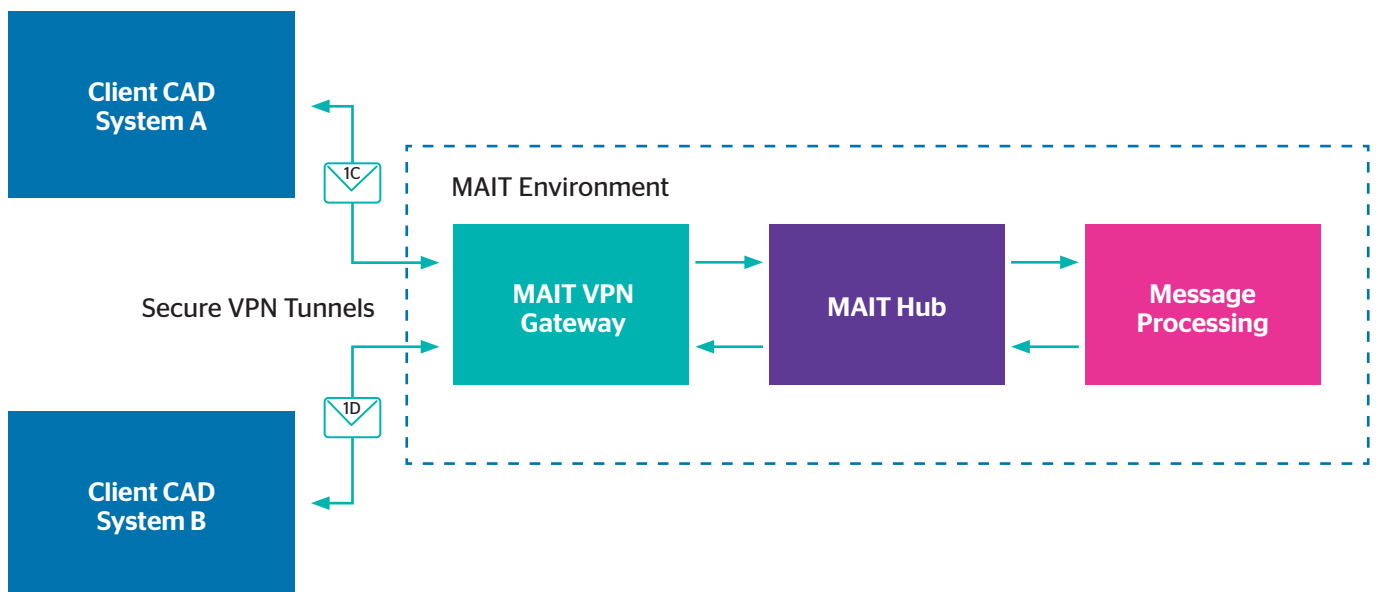 Client CAD
System A
1C
MAIT Environment
MAIT VPN
Gateway
MAIT Hub
Message
Processing
Secure VPN Tunnels
1D
Client CAD
System B